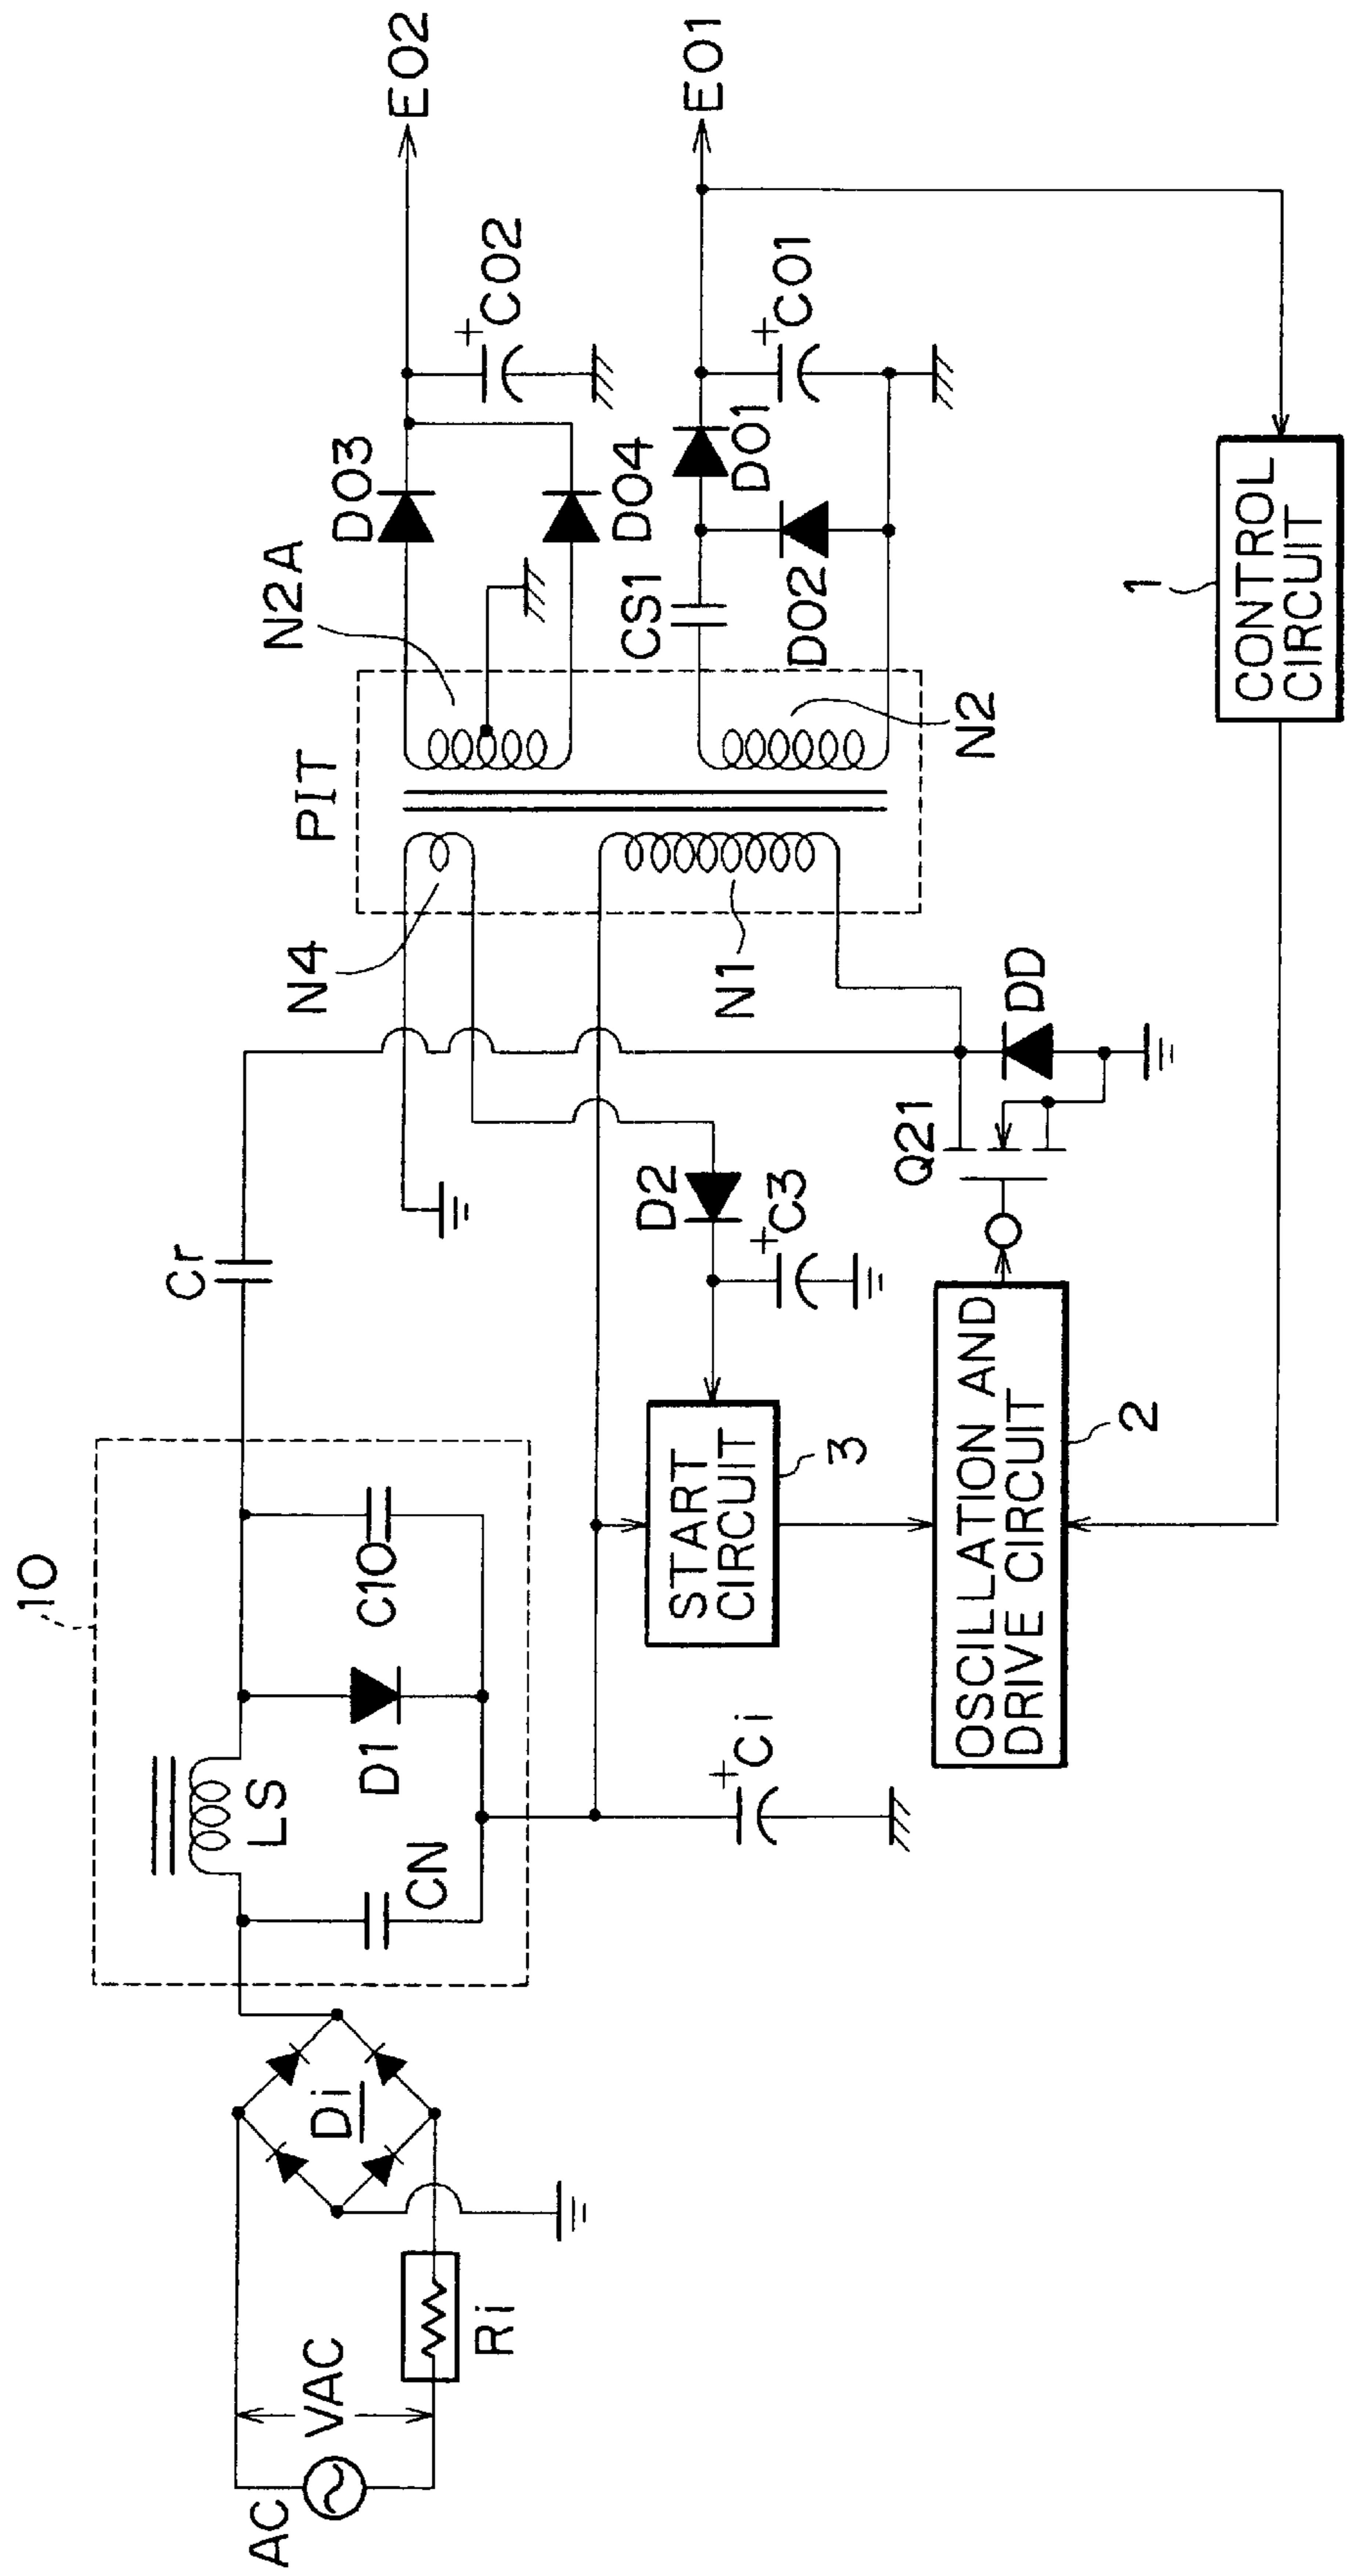 AC
VAC
Ri
Di
10
LS
CN
D1
C10
Cr
Ci
START
CIRCUIT
3
D2
C3
OSCILLATION AND
DRIVE CIRCUIT
2
Q21
DD
N4
N1
PIT
N2A
N2
DO3
DO4
CO2
EO2
CS1
DO1
DO2
CO1
EO1
CONTROL
CIRCUIT
1